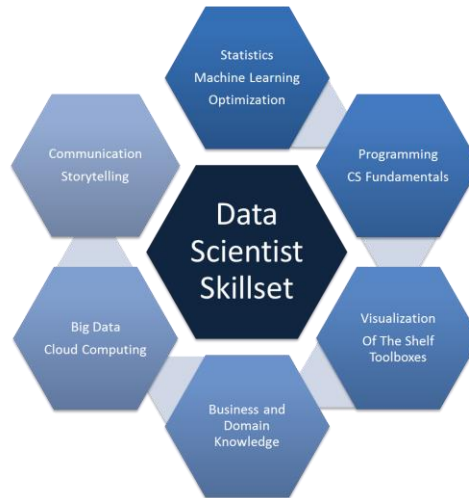 Statistics
Machine Learning
Optimization
Programming
CS Fundamentals
Visualization
Of The Shelf
Toolboxes
Business and
Domain
Knowledge
Big Data
Cloud Computing
Communication
Storytelling
Data
Scientist
Skillset